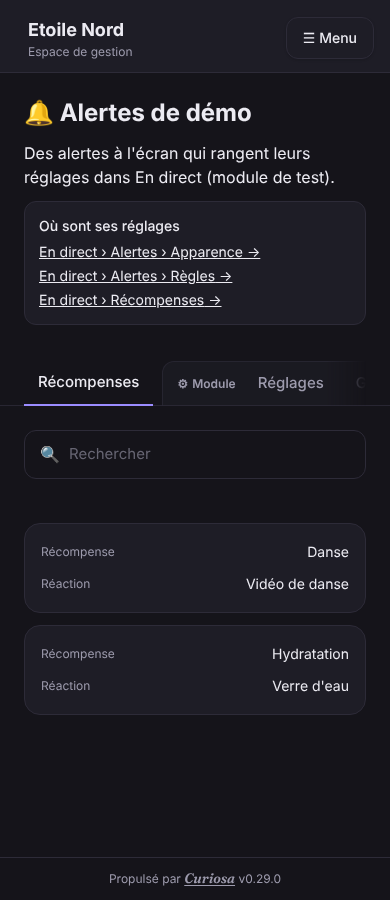 Etoile Nord
Espace de gestion
☰ Menu
🔔 Alertes de démo
Des alertes à l'écran qui rangent leurs
réglages dans En direct (module de test).
Où sont ses réglages
En direct › Alertes › Apparence →
En direct › Alertes › Règles →
En direct › Récompenses →
Récompenses
⚙ Module Réglages
🔍 Rechercher
Récompense Danse
Réaction Vidéo de danse
Récompense Hydratation
Réaction Verre d'eau
Propulsé par Curiosa v0.29.0